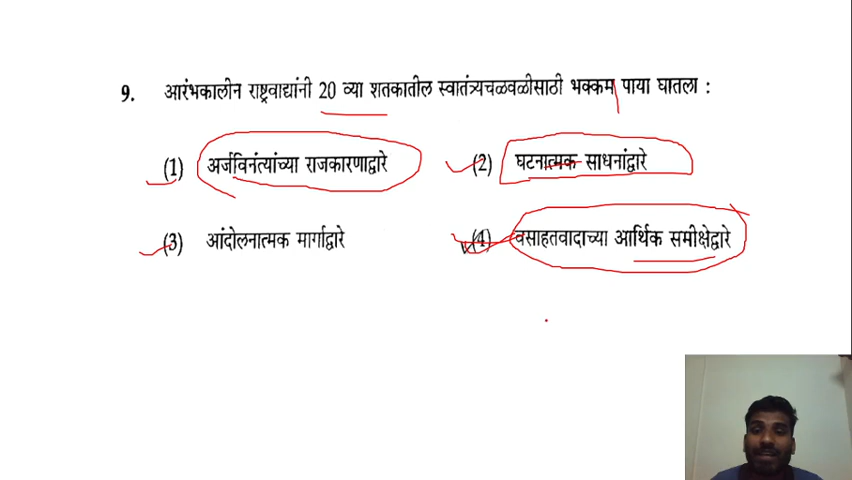 9. आरंभकालीन राष्ट्रवाद्यांनी 20 व्या शतकातील स्वातंत्र्यचळवळीसाठी भक्कम पाया घातला :
(1) अर्जविनंत्यांच्या राजकारणाद्वारे (2) घटनात्मक साधनांद्वारे
(3) आंदोलनात्मक मार्गाद्वारे (4) वसाहतवादाच्या आर्थिक समीक्षेद्वारे